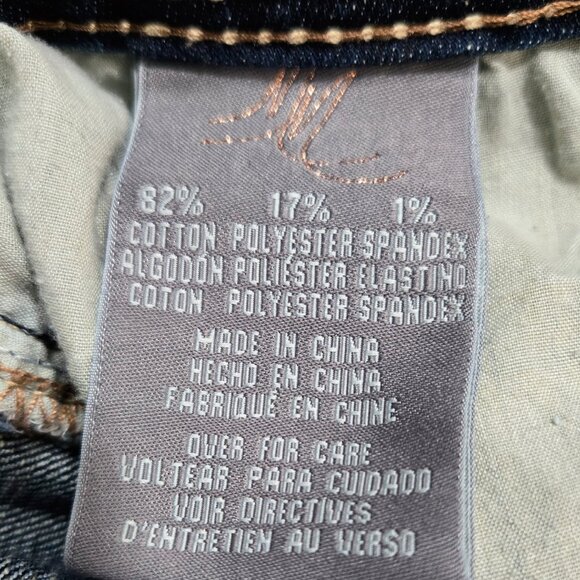 82% 17% 1%
COTTON POLYESTER SPANDEX
ALGODÓN POLIÉSTER ELASTINO
COTON POLYESTER SPANDEX
MADE IN CHINA
HECHO EN CHINA
FABRIQUÉ EN CHINE
OVER FOR CARE
VOLTEAR PARA CUIDADO
VOIR DIRECTIVES
D'ENTRETIEN AU VERSO